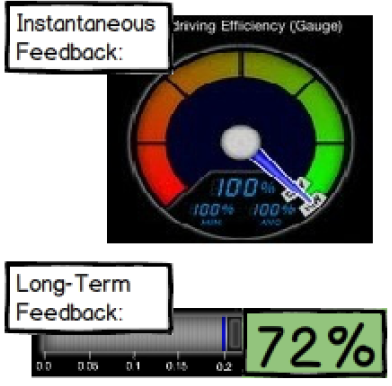 Instantaneous
Feedback:
driving Efficiency (Gauge)
100%
100% 100%
MIN AVG
Long-Term
Feedback:
72%
0.0 0.05 0.1 0.15 0.2